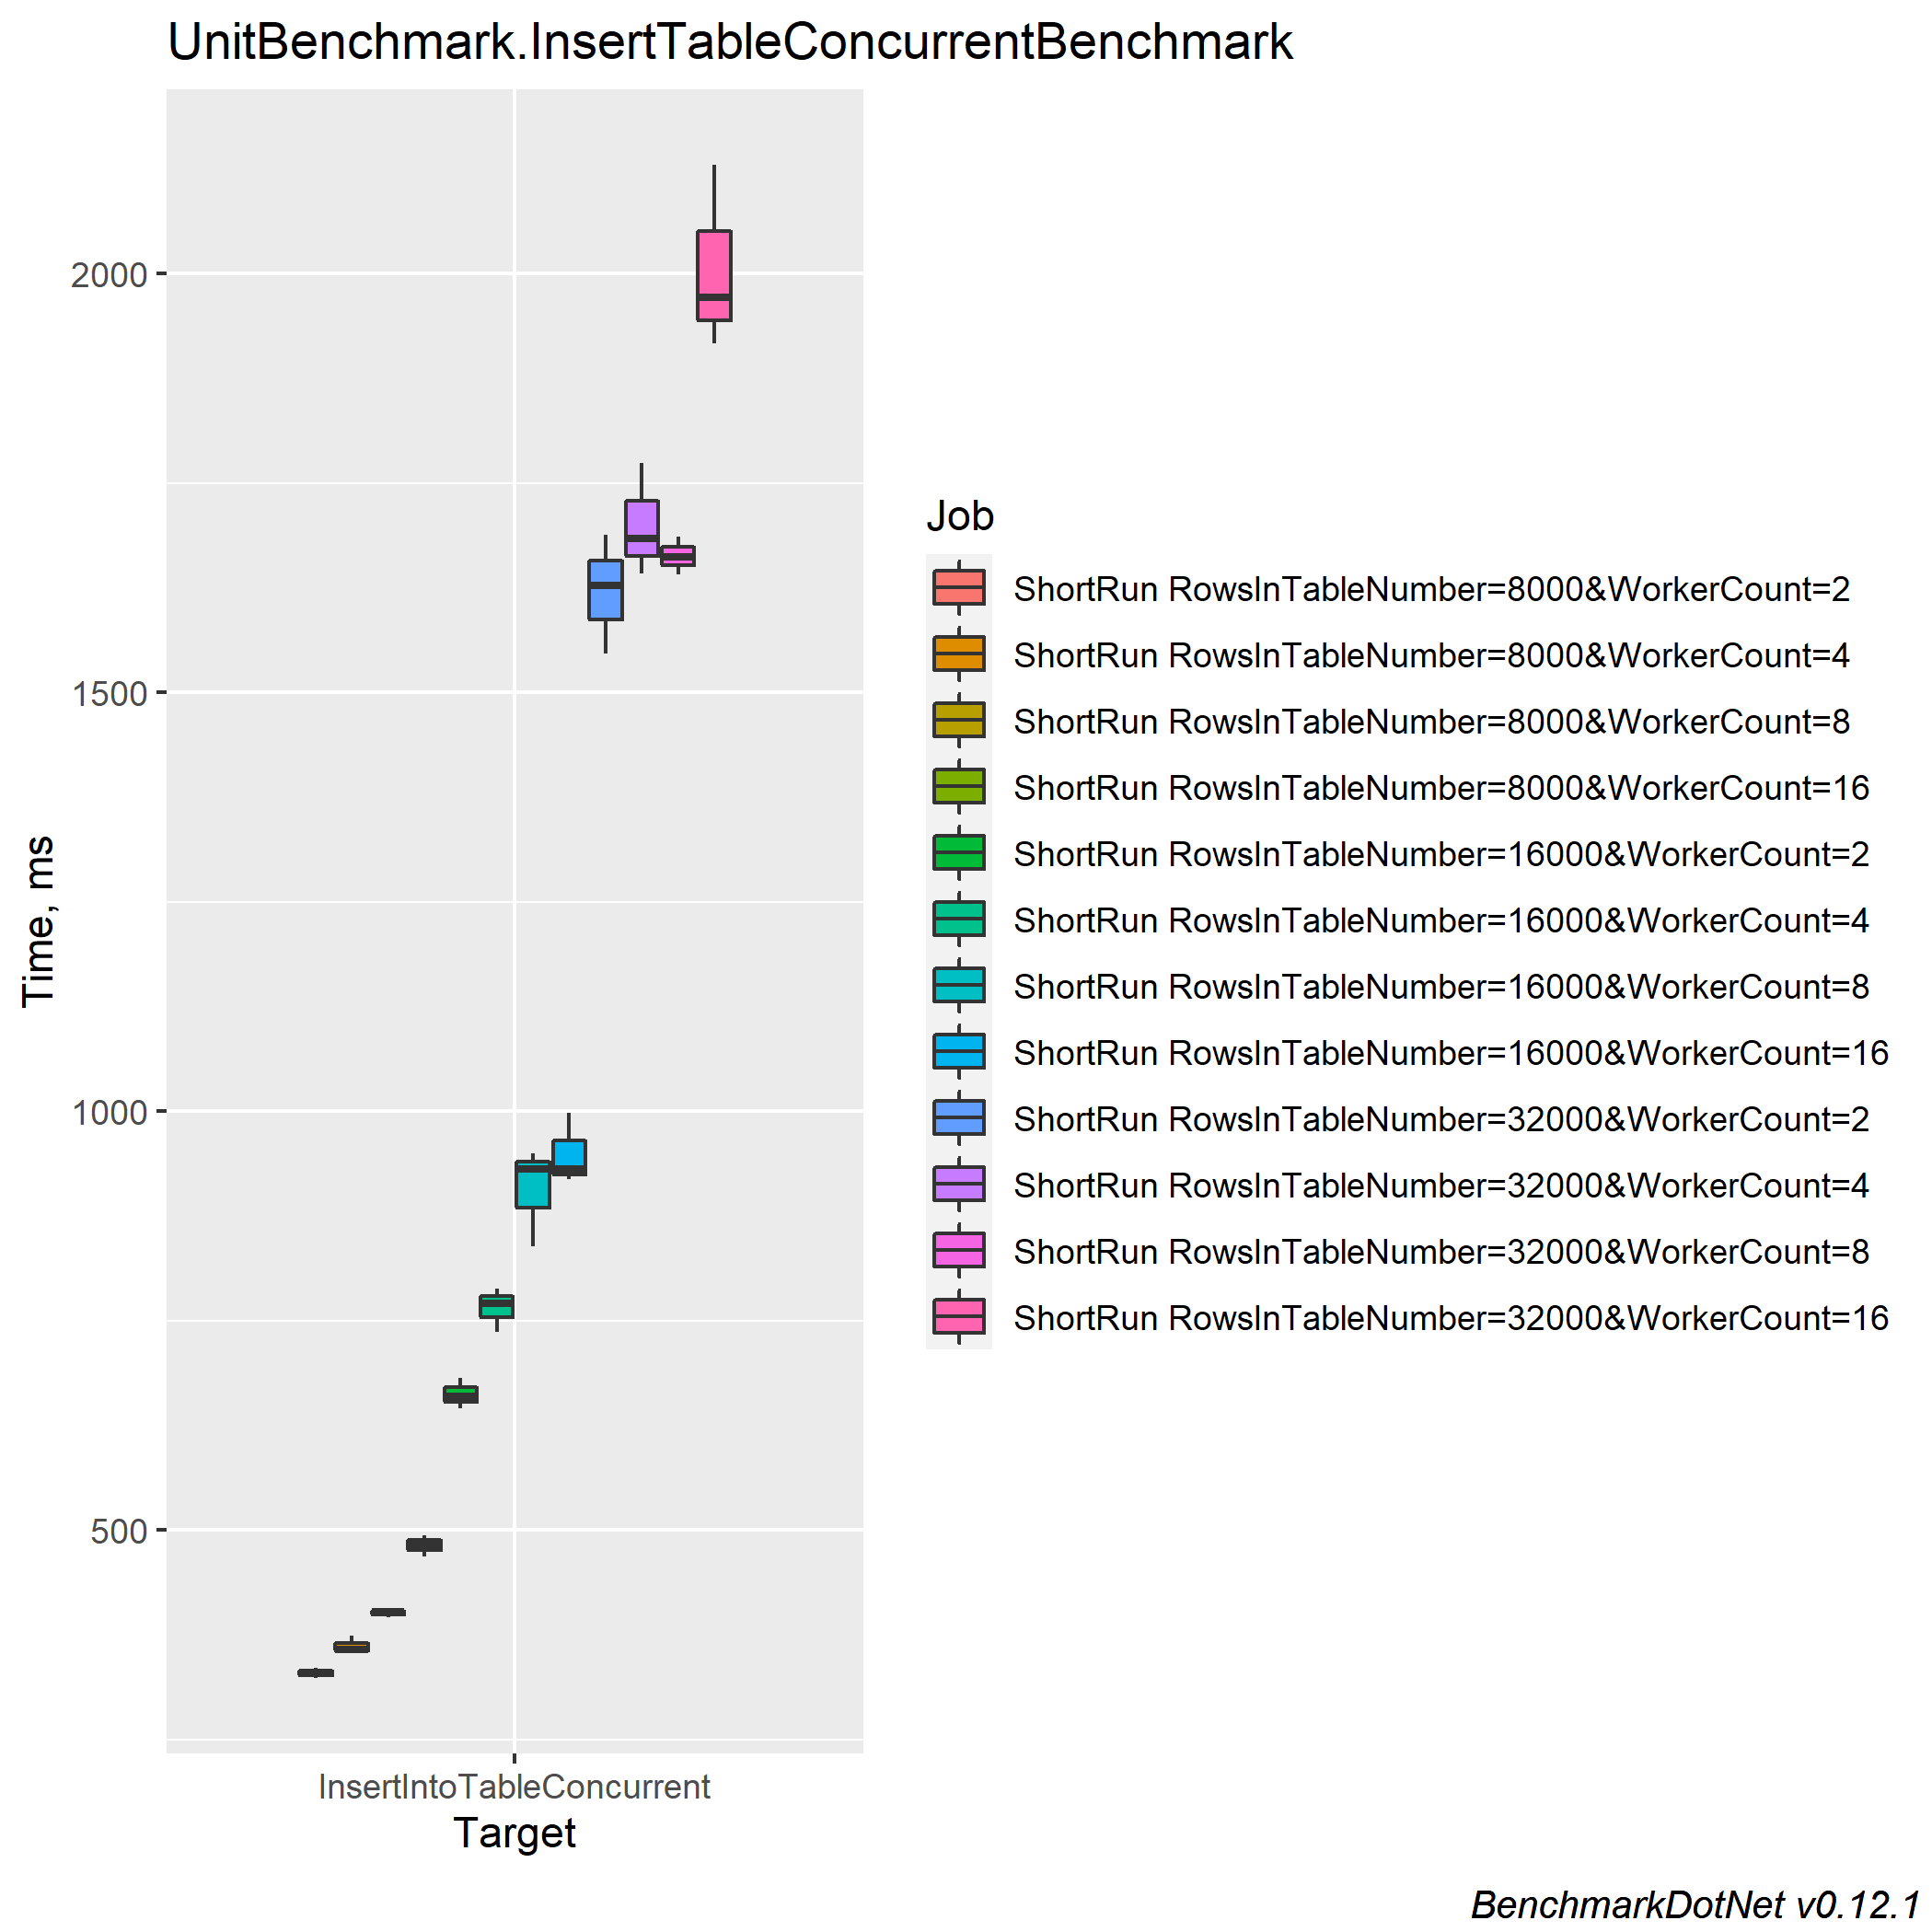 UnitBenchmark.InsertTableConcurrentBenchmark
Time, ms
2000
1500
1000
500
InsertIntoTableConcurrent
Target
Job
ShortRun RowsInTableNumber=8000&WorkerCount=2
ShortRun RowsInTableNumber=8000&WorkerCount=4
ShortRun RowsInTableNumber=8000&WorkerCount=8
ShortRun RowsInTableNumber=8000&WorkerCount=16
ShortRun RowsInTableNumber=16000&WorkerCount=2
ShortRun RowsInTableNumber=16000&WorkerCount=4
ShortRun RowsInTableNumber=16000&WorkerCount=8
ShortRun RowsInTableNumber=16000&WorkerCount=16
ShortRun RowsInTableNumber=32000&WorkerCount=2
ShortRun RowsInTableNumber=32000&WorkerCount=4
ShortRun RowsInTableNumber=32000&WorkerCount=8
ShortRun RowsInTableNumber=32000&WorkerCount=16
BenchmarkDotNet v0.12.1